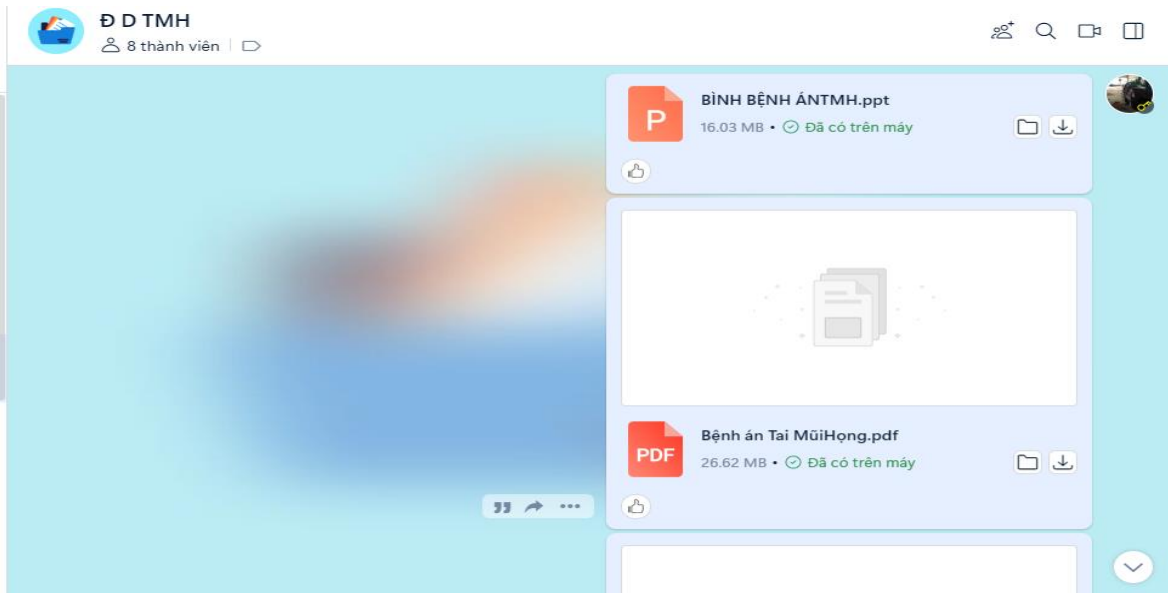 Đ D TMH
8 thành viên
P
BÌNH BỆNH ÁNTMH.ppt
16.03 MB • Đã có trên máy
PDF
Bệnh án Tai MũiHọng.pdf
26.62 MB • Đã có trên máy